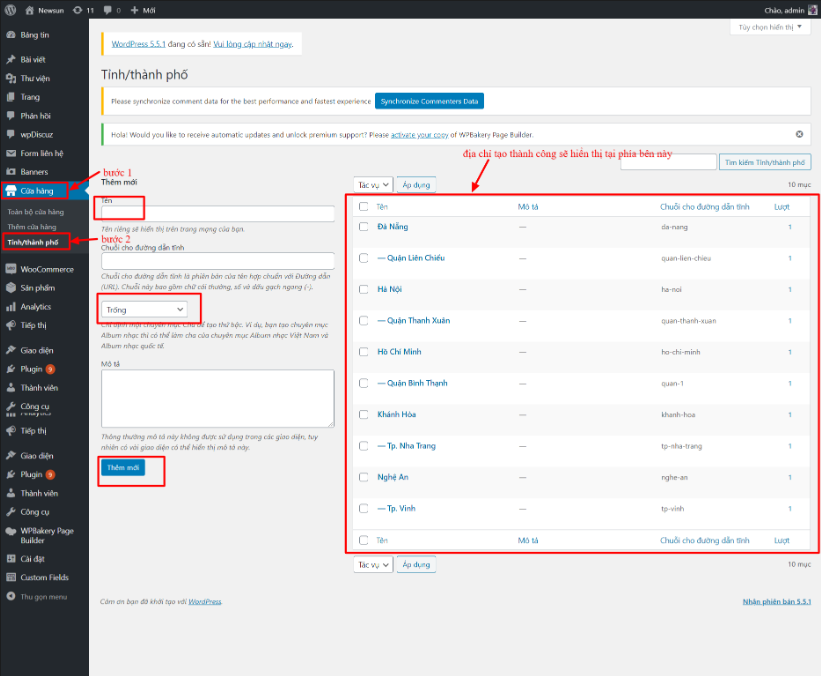 Newsun 11 0 Mới
Chào, admin
Tùy chọn hiển thị
Bảng tin
Bài viết
Thư viện
Trang
Phản hồi
wpDiscuz
Form liên hệ
Banners
Cửa hàng
Toàn bộ cửa hàng
Thêm cửa hàng
Tỉnh/thành phố
WooCommerce
Sản phẩm
Analytics
Tiếp thị
Giao diện
Plugin 9
Thành viên
Công cụ
Analytics
Tiếp thị
Giao diện
Plugin 9
Thành viên
Công cụ
WPBakery Page
Builder
Cài đặt
Custom Fields
Thu gọn menu
bước 1
bước 2
WordPress 5.5.1 đang có sẵn! Vui lòng cập nhật ngay.
Tỉnh/thành phố
Please synchronize comment data for the best performance and fastest experience Synchronize Commenters Data
Hola! Would you like to receive automatic updates and unlock premium support? Please activate your copy of WPBakery Page Builder.
địa chỉ tạo thành công sẽ hiển thị tại phía bên này
Tìm kiếm Tỉnh/thành phố
Thêm mới
Tên
Tên riêng sẽ hiển thị trên trang mạng của bạn.
Chuỗi cho đường dẫn tĩnh
Chuỗi cho đường dẫn tĩnh là phiên bản của tên hợp chuẩn với Đường dẫn
(URL). Chuỗi này bao gồm chữ cái thường, số và dấu gạch ngang (-).
Trống
Chỉ định một chuyên mục Cha để tạo thứ bậc. Ví dụ, bạn tạo chuyên mục
Album nhạc thì có thể làm cha của chuyên mục Album nhạc Việt Nam và
Album nhạc quốc tế.
Mô tả
Thông thường mô tả này không được sử dụng trong các giao diện, tuy
nhiên có vài giao diện có thể hiển thị mô tả này.
Thêm mới
Tác vụ Áp dụng 10 mục
Tên Mô tả Chuỗi cho đường dẫn tĩnh Lượt
Đà Nẵng — da-nang 1
— Quận Liên Chiểu — quan-lien-chieu 1
Hà Nội — ha-noi 1
— Quận Thanh Xuân — quan-thanh-xuan 1
Hồ Chí Minh — ho-chi-minh 1
— Quận Bình Thạnh — quan-1 1
Khánh Hòa — khanh-hoa 1
— Tp. Nha Trang — tp-nha-trang 1
Nghệ An — nghe-an 1
— Tp. Vinh — tp-vinh 1
Tên Mô tả Chuỗi cho đường dẫn tĩnh Lượt
Tác vụ Áp dụng 10 mục
Cảm ơn bạn đã khởi tạo với WordPress.
Nhận phiên bản 5.5.1